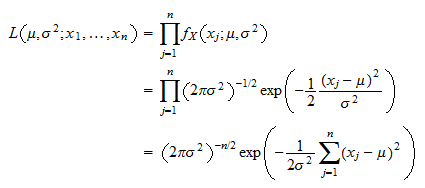 L(μ,σ²;x₁,…,xₙ) = ∏ⱼ₌₁ⁿ f_X(xⱼ;μ,σ²)
= ∏ⱼ₌₁ⁿ (2πσ²)^(-1/2) exp(-1/2 (xⱼ-μ)²/σ²)
= (2πσ²)^(-n/2) exp(-1/(2σ²) ∑ⱼ₌₁ⁿ (xⱼ-μ)²)